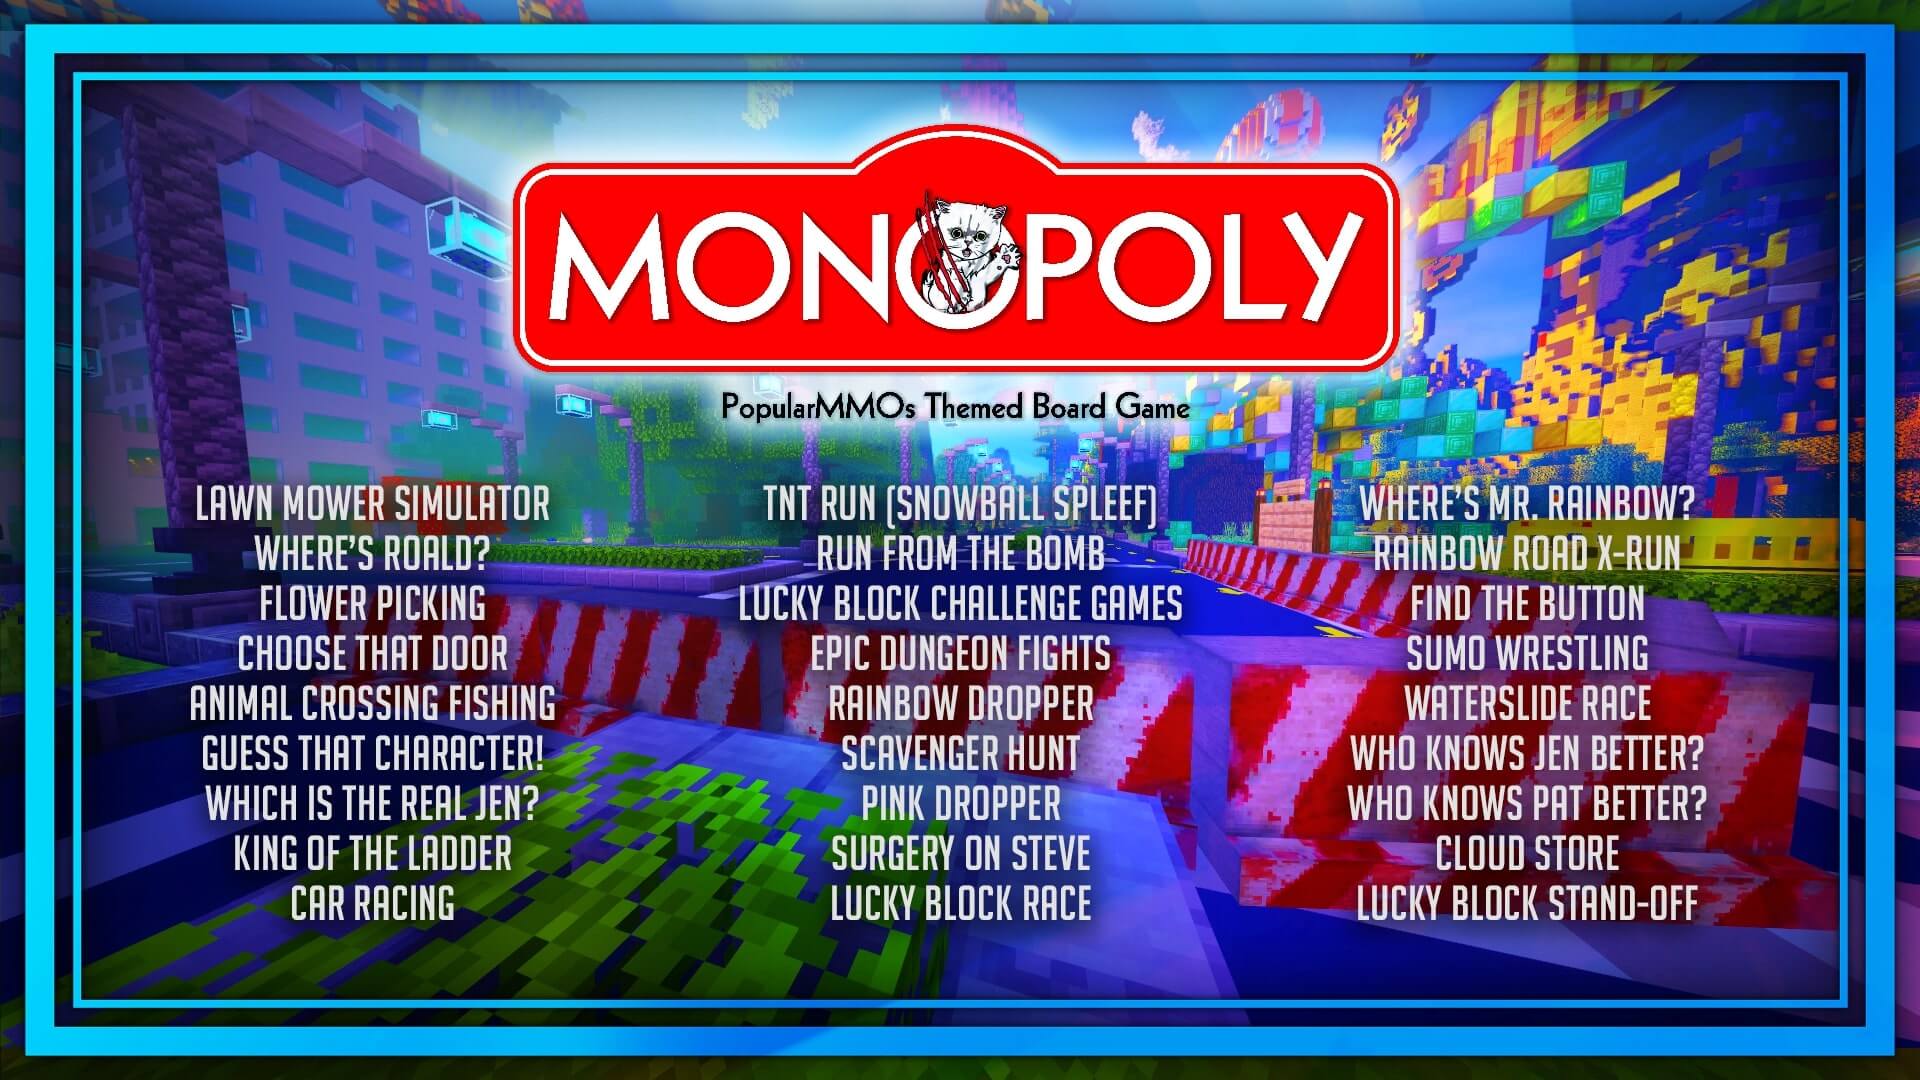 MONOPOLY
PopularMMOs Themed Board Game
LAWN MOWER SIMULATOR
WHERE'S ROALD?
FLOWER PICKING
CHOOSE THAT DOOR
ANIMAL CROSSING FISHING
GUESS THAT CHARACTER!
WHICH IS THE REAL JEN?
KING OF THE LADDER
CAR RACING
TNT RUN (SNOWBALL SPLEEF)
RUN FROM THE BOMB
LUCKY BLOCK CHALLENGE GAMES
EPIC DUNGEON FIGHTS
RAINBOW DROPPER
SCAVENGER HUNT
PINK DROPPER
SURGERY ON STEVE
LUCKY BLOCK RACE
WHERE'S MR. RAINBOW?
RAINBOW ROAD X-RUN
FIND THE BUTTON
SUMO WRESTLING
WATERSLIDE RACE
WHO KNOWS JEN BETTER?
WHO KNOWS PAT BETTER?
CLOUD STORE
LUCKY BLOCK STAND-OFF